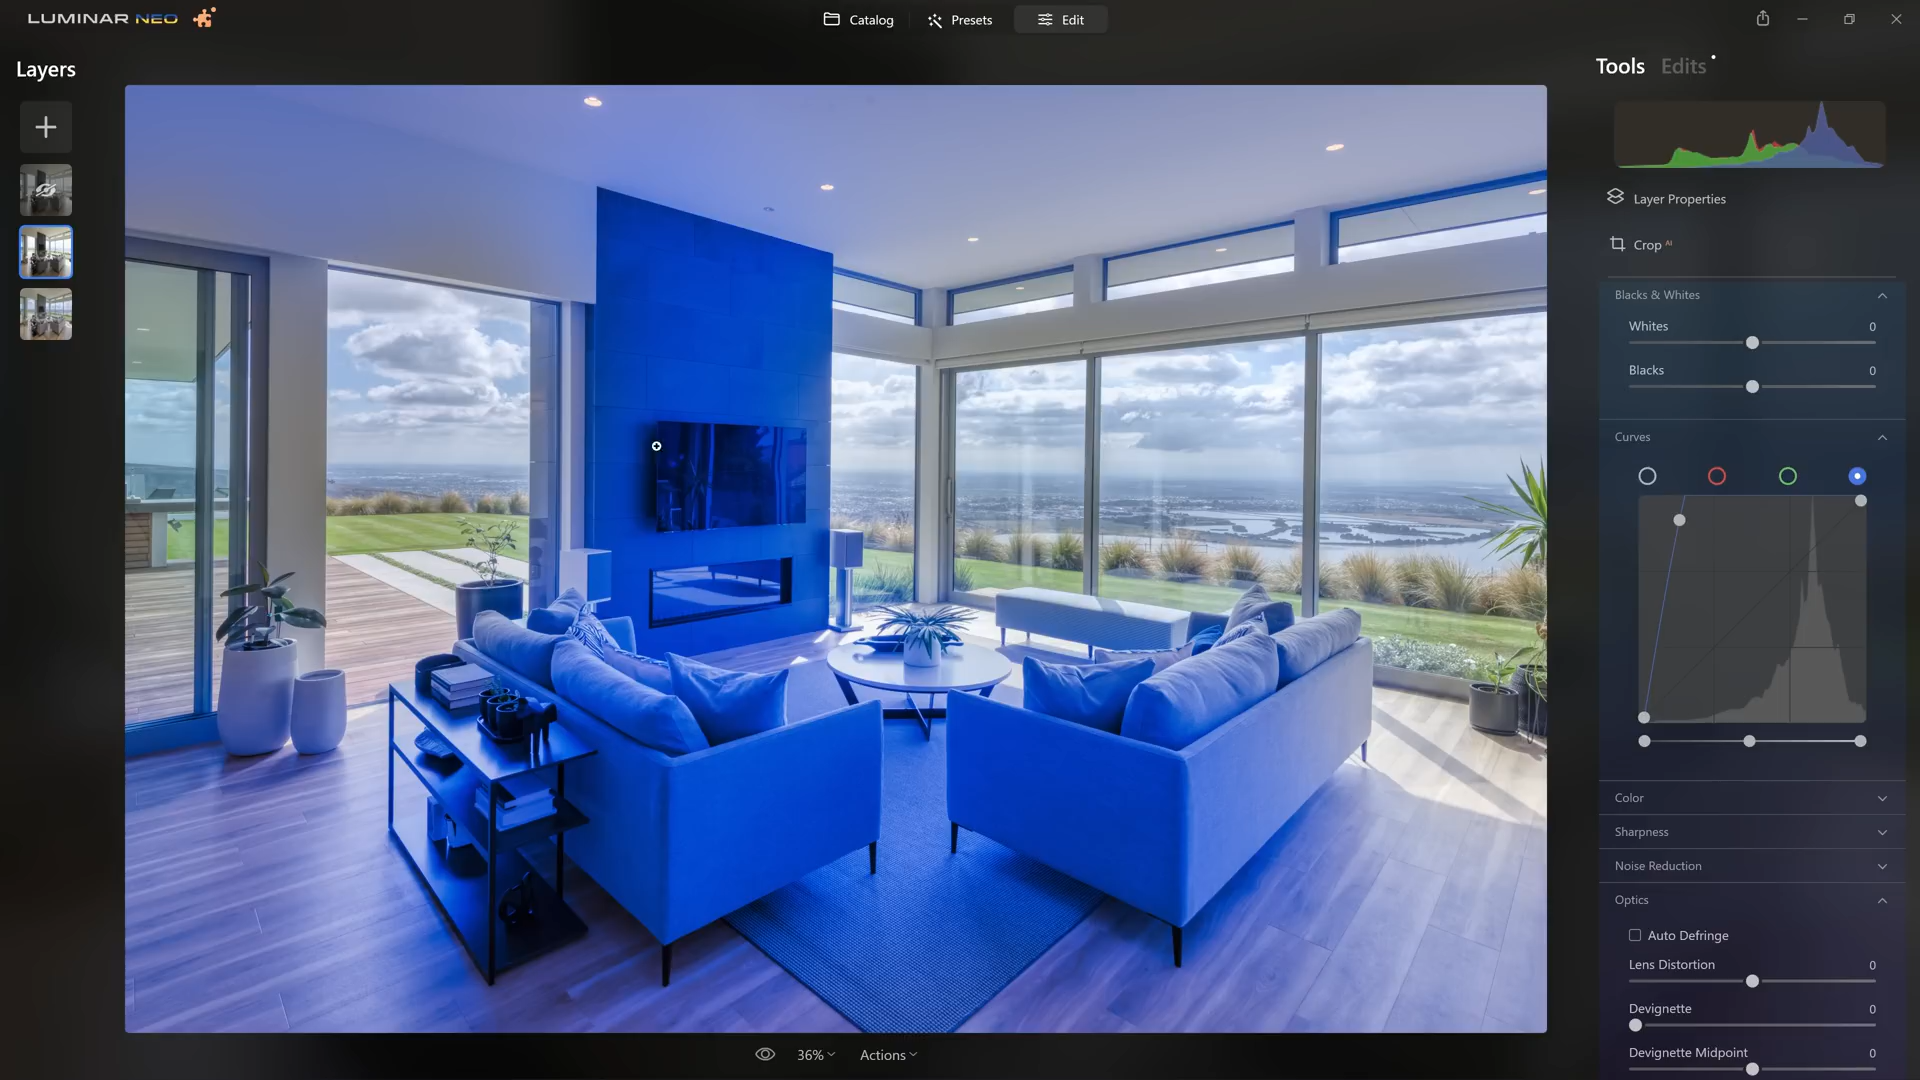 LUMINAR NEO
Catalog
Presets
Edit
Layers
Tools
Edits
Layer Properties
Crop AI
Blacks & Whites
Whites 0
Blacks 0
Curves
Color
Sharpness
Noise Reduction
Optics
Auto Defringe
Lens Distortion 0
Devignette 0
Devignette Midpoint 0
36%
Actions